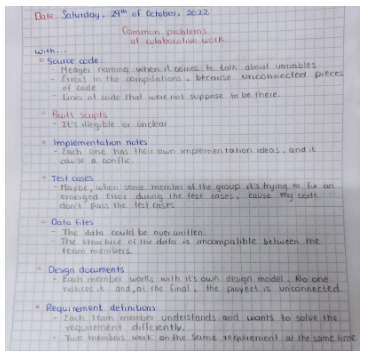 Date: Saturday, 29th of October, 2022
Common problems
at colaborative work
With...
Source code:
- Medger naming when it comes to talk about variables
- Errors in the compilations, because unconnected pieces
of code
- Lines of code that were not suppose to be there.
Built scripts
- It's illegible or unclear
Implementation notes
- Each one has their own implementation ideas, and it
cause a conflic.
Test cases
- Maybe, when some member of the group it's trying to fix an
emerged error during the test cases, cause my code
don't pass the test cases
Data files
- The data could be overwritten
- The structure of the data is incompatible between the
team members.
Design documents
- Each member works with it's own design model. No one
notices it and, at the final, the proyect is unconnected.
Requirement definitions
- Each team member understands and wants to solve the
requirement differently.
- Two members work on the same requirement at the same time